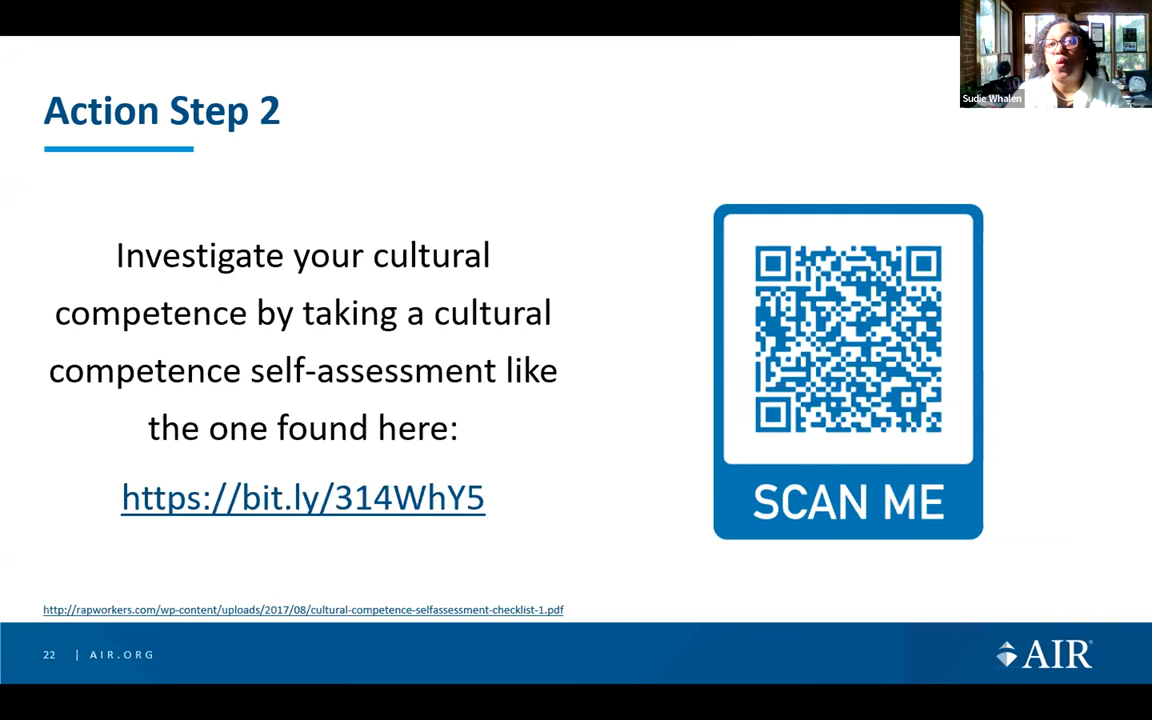 Sudie Whalen
Action Step 2
Investigate your cultural
competence by taking a cultural
competence self-assessment like
the one found here:
https://bit.ly/314WhY5
SCAN ME
http://rapworkers.com/wp-content/uploads/2017/08/cultural-competence-selfassessment-checklist-1.pdf
22 | AIR.ORG
AIR®